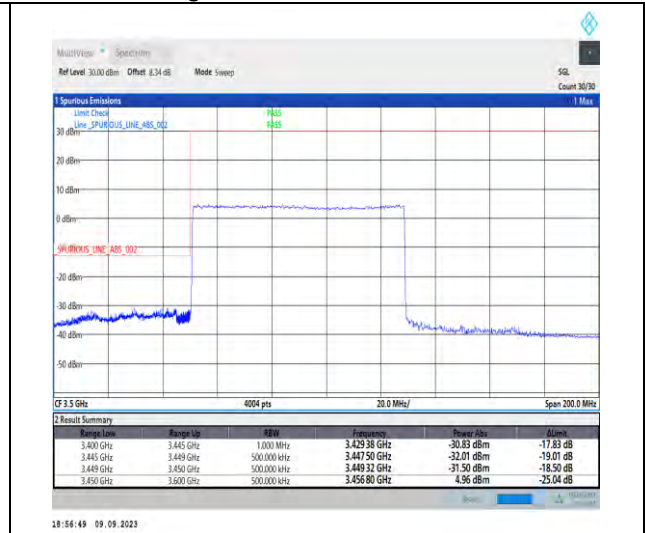 MultiView Spectrum
Ref Level 30.00 dBm Offset 8.34 dB Mode Sweep SGL
Count 30/30
1 Spurious Emissions 1 Max
Limit Check PASS
Line _SPURIOUS_LINE_ABS_002 PASS
30 dBm
20 dBm
10 dBm
0 dBm
_SPURIOUS_LINE_ABS_002
-20 dBm
-30 dBm
-40 dBm
-50 dBm
CF 3.5 GHz 4004 pts 20.0 MHz/ Span 200.0 MHz
2 Result Summary
Range Low Range Up RBW Frequency Power Abs ΔLimit
3.400 GHz 3.445 GHz 1.000 MHz 3.429 38 GHz -30.83 dBm -17.83 dB
3.445 GHz 3.449 GHz 500.000 kHz 3.447 50 GHz -32.01 dBm -19.01 dB
3.449 GHz 3.450 GHz 500.000 kHz 3.449 32 GHz -31.50 dBm -18.50 dB
3.450 GHz 3.600 GHz 500.000 kHz 3.456 80 GHz 4.96 dBm -25.04 dB
18:56:49 09.09.2023